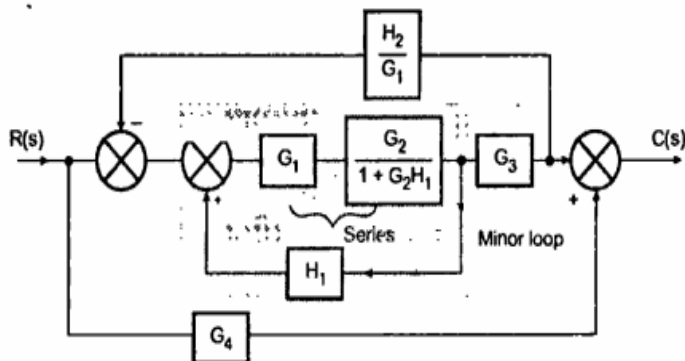 H₂
G₁
−
R(s)
G₁
G₂
1 + G₂H₁
G₃
C(s)
+
+
Series
Minor loop
H₁
G₄